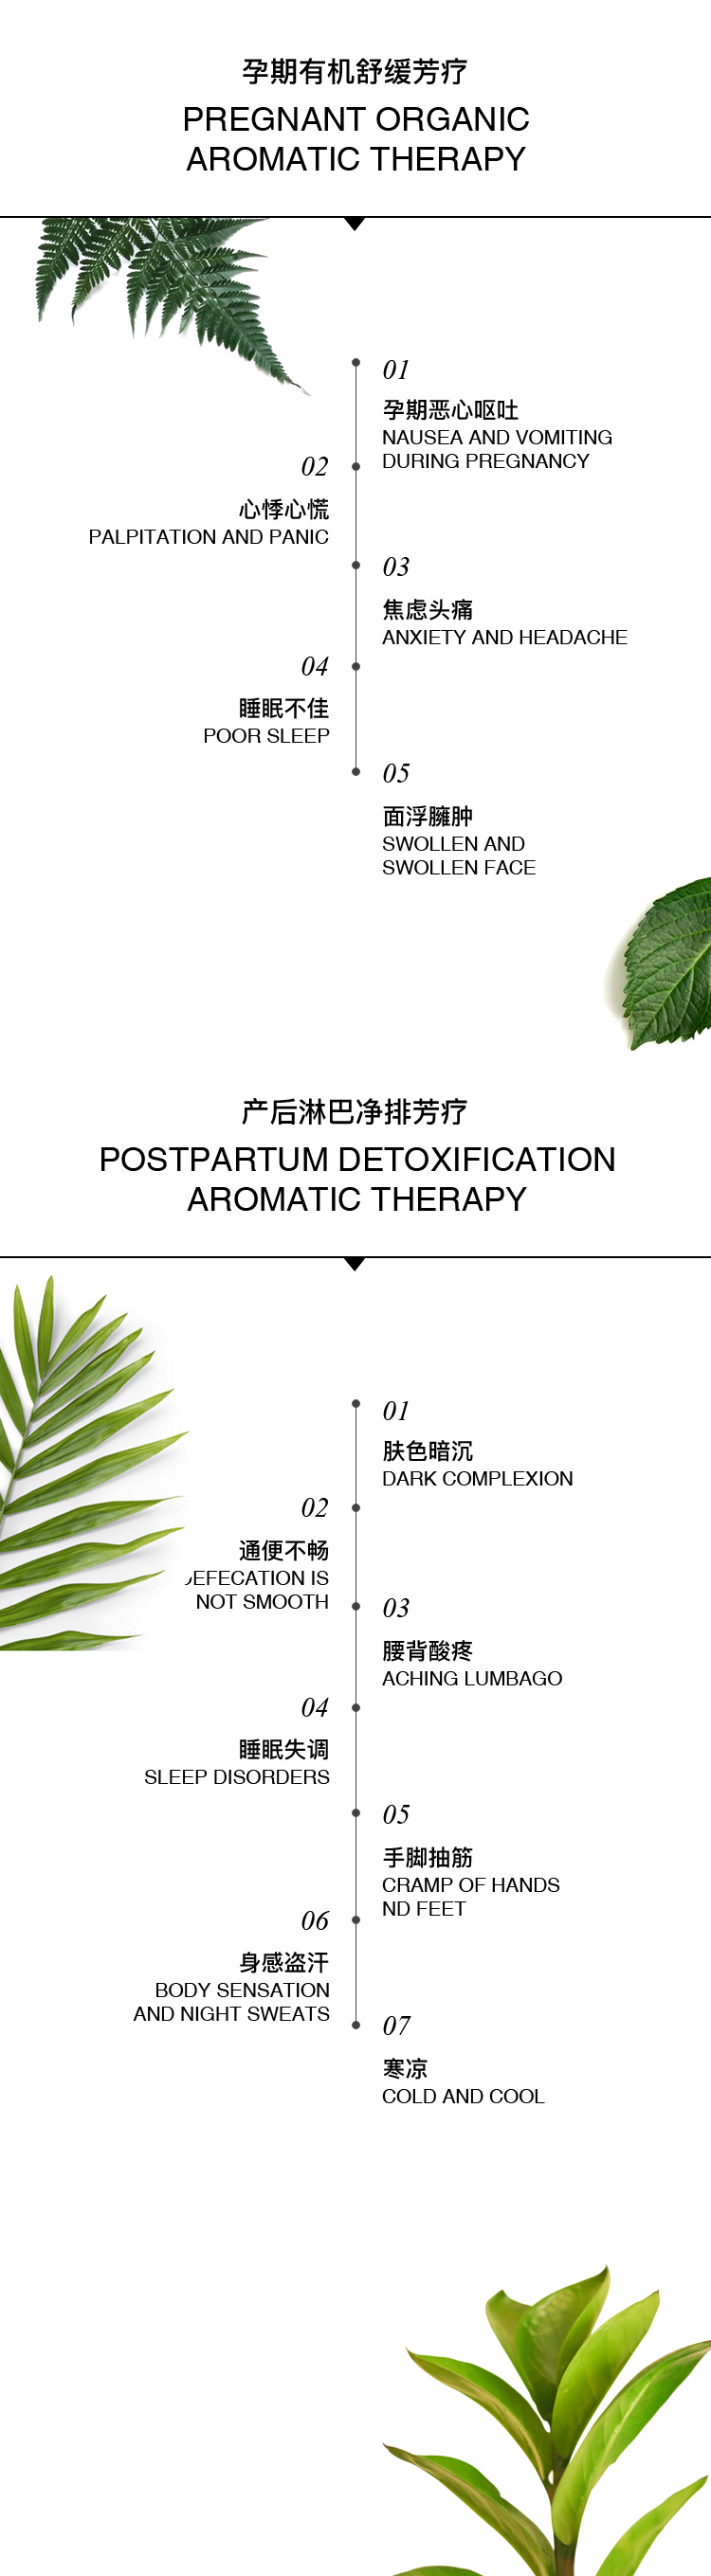 孕期有机舒缓芳疗
PREGNANT ORGANIC
AROMATIC THERAPY
01
孕期恶心呕吐
NAUSEA AND VOMITING
DURING PREGNANCY
02
心悸心慌
PALPITATION AND PANIC
03
焦虑头痛
ANXIETY AND HEADACHE
04
睡眠不佳
POOR SLEEP
05
面浮臃肿
SWOLLEN AND
SWOLLEN FACE
产后淋巴净排芳疗
POSTPARTUM DETOXIFICATION
AROMATIC THERAPY
01
肤色暗沉
DARK COMPLEXION
02
通便不畅
DEFECATION IS
NOT SMOOTH
03
腰背酸疼
ACHING LUMBAGO
04
睡眠失调
SLEEP DISORDERS
05
手脚抽筋
CRAMP OF HANDS
ND FEET
06
身感盗汗
BODY SENSATION
AND NIGHT SWEATS
07
寒凉
COLD AND COOL